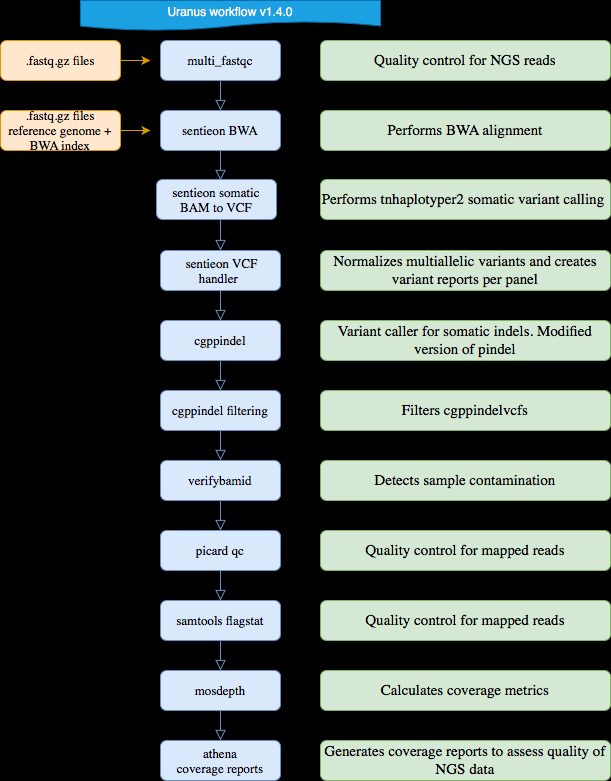 Uranus workflow v1.4.0
.fastq.gz files
multi_fastqc
Quality control for NGS reads
.fastq.gz files
reference genome +
BWA index
sentieon BWA
Performs BWA alignment
sentieon somatic
BAM to VCF
Performs tnhaplotyper2 somatic variant calling
sentieon VCF
handler
Normalizes multiallelic variants and creates
variant reports per panel
cgppindel
Variant caller for somatic indels. Modified
version of pindel
cgppindel filtering
Filters cgppindelvcfs
verifybamid
Detects sample contamination
picard qc
Quality control for mapped reads
samtools flagstat
Quality control for mapped reads
mosdepth
Calculates coverage metrics
athena
coverage reports
Generates coverage reports to assess quality of
NGS data